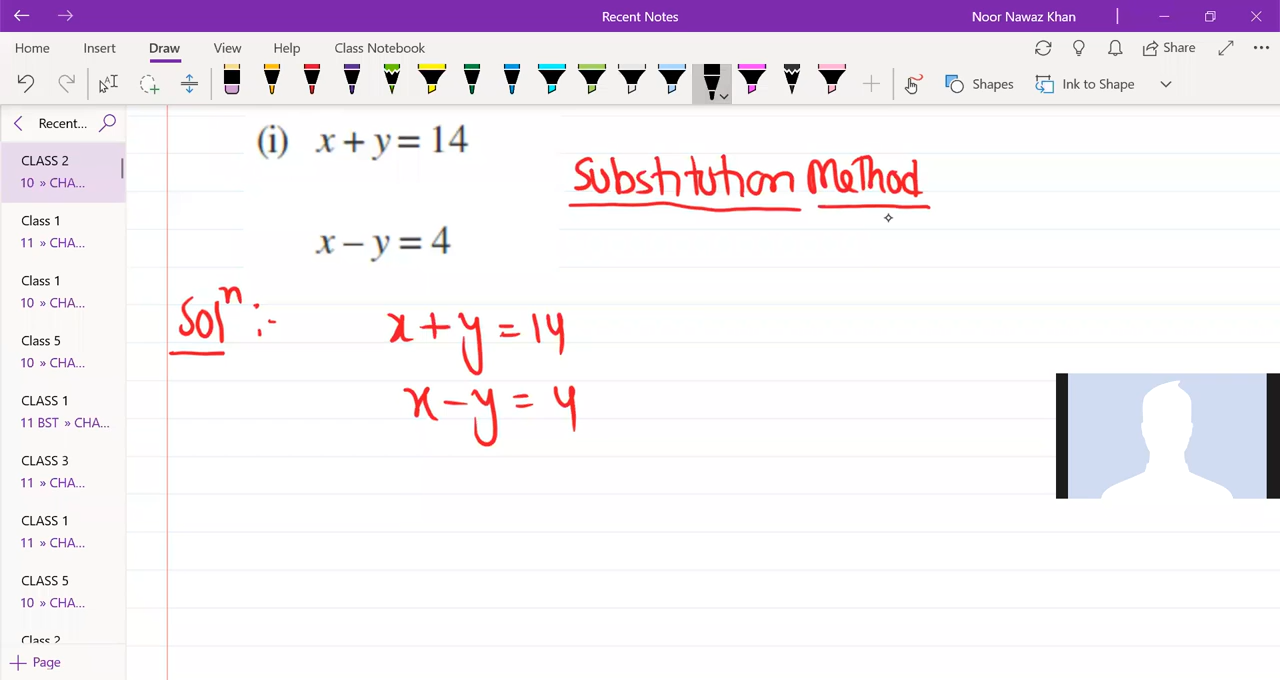 Recent Notes
Noor Nawaz Khan
Home Insert Draw View Help Class Notebook
Share
Shapes
Ink to Shape
Recent...
CLASS 2
10 » CHA...
Class 1
11 » CHA...
Class 1
10 » CHA...
Class 5
10 » CHA...
CLASS 1
11 BST » CHA...
CLASS 3
11 » CHA...
CLASS 1
11 » CHA...
CLASS 5
10 » CHA...
Class 2
+ Page
(i) x + y = 14
Substitution Method
x – y = 4
Solⁿ :-
x + y = 14
x - y = 4